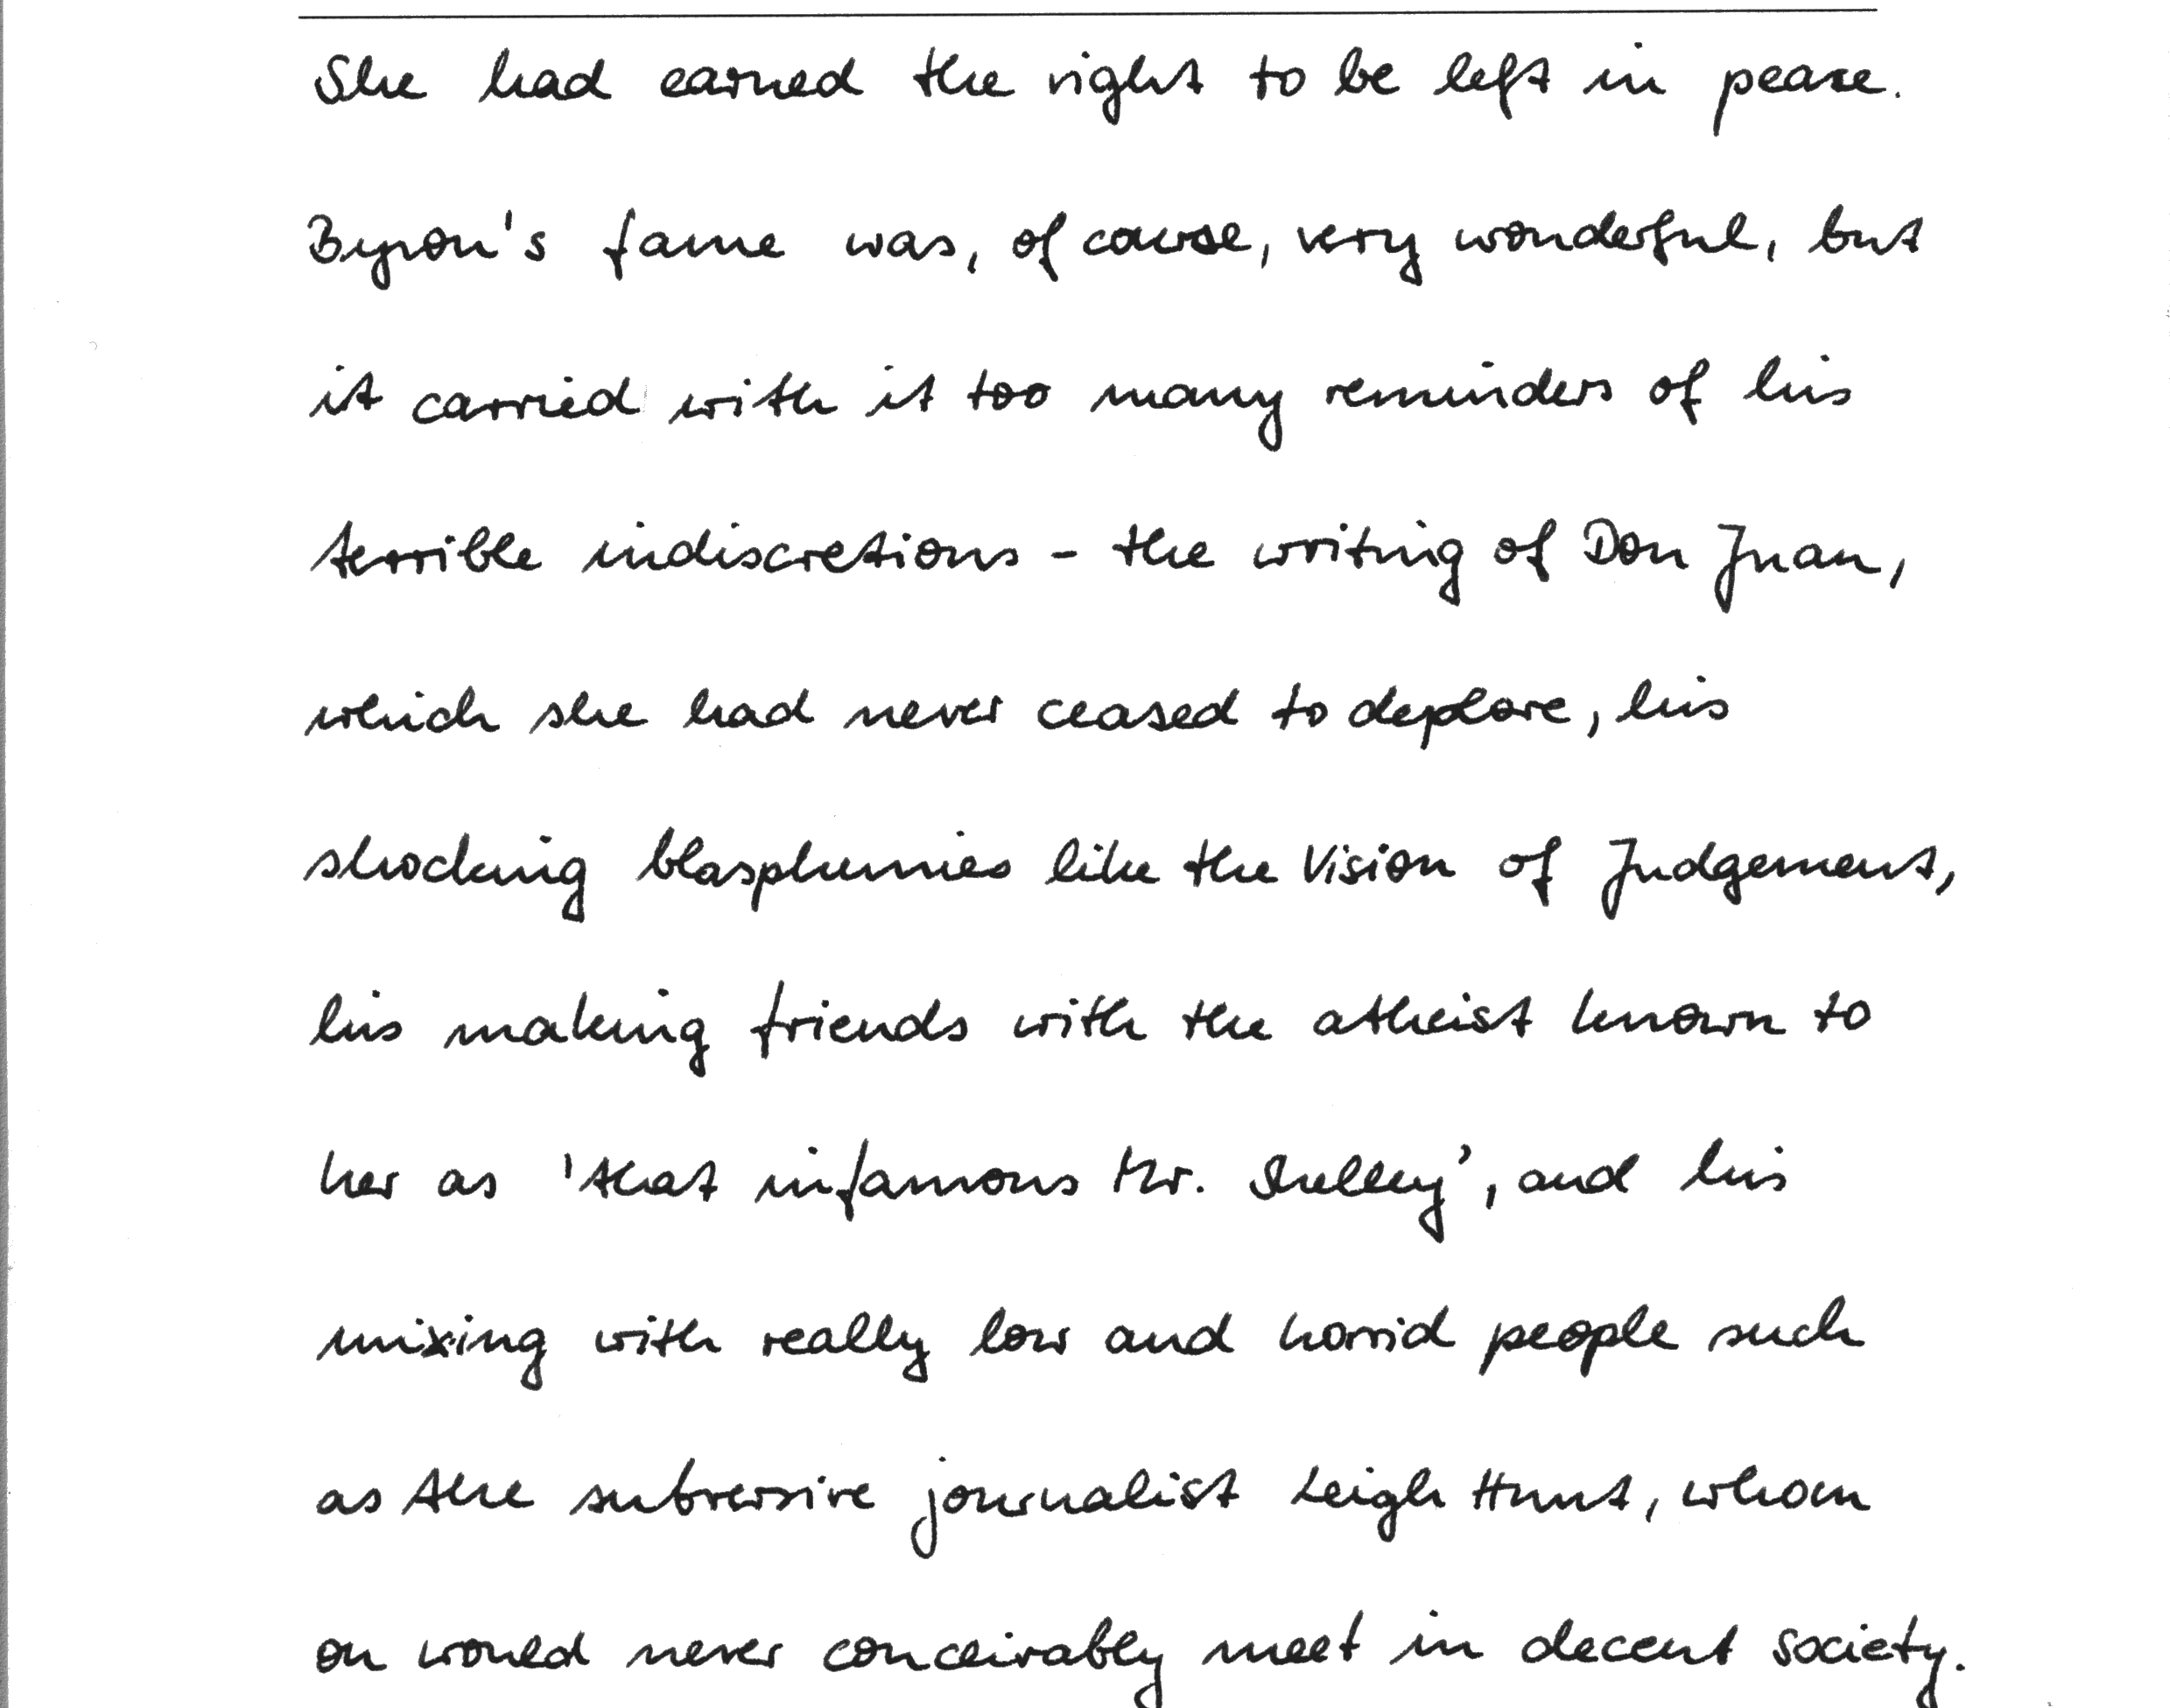 She had earned the right to be left in peace.
Byron's fame was, of course, very wonderful, but
it carried with it too many reminders of his
terrible indiscretions - the writing of Don Juan,
which she had never ceased to deplore, his
shocking blasphemies like the Vision of Judgement,
his making friends with the atheist known to
her as 'that infamous Mr. Shelley', and his
mixing with really low and horrid people such
as the subversive journalist Leigh Hunt, whom
on would never conceivably meet in decent society.